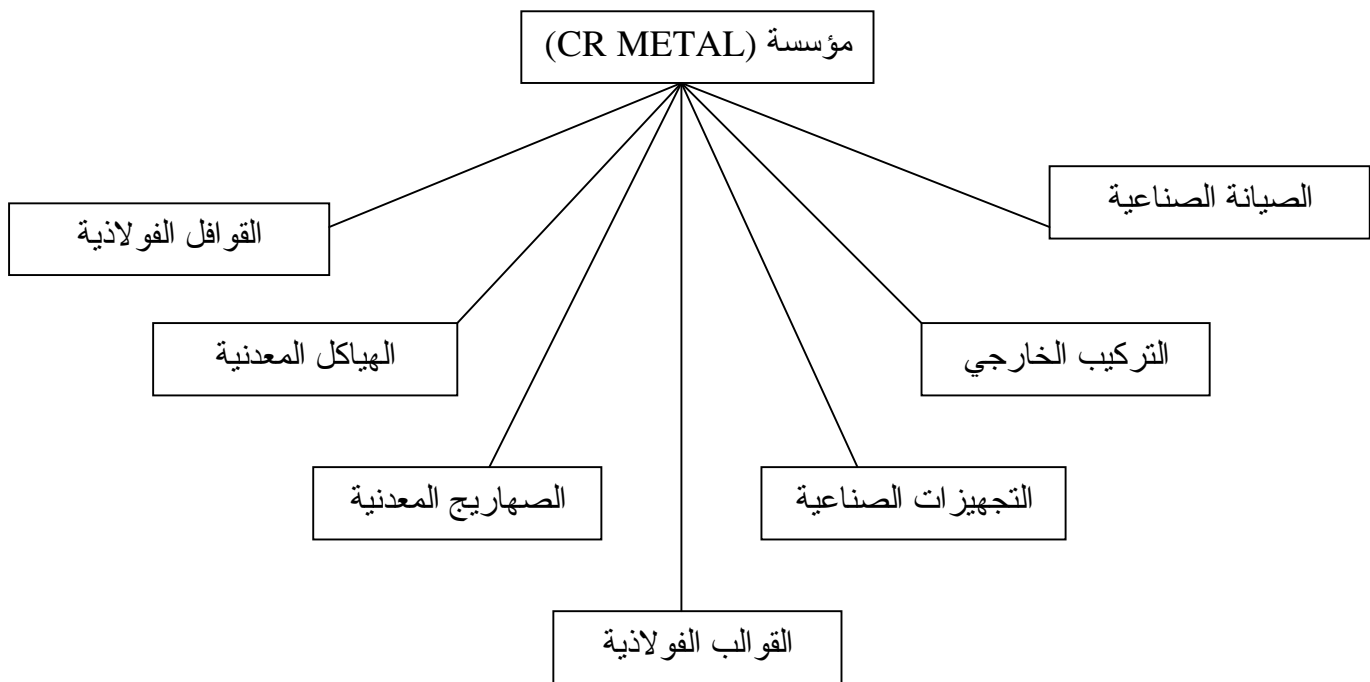 مؤسسة (CR METAL)
الصيانة الصناعية
القوافل الفولاذية
التركيب الخارجي
الهياكل المعدنية
التجهيزات الصناعية
الصهاريج المعدنية
القوالب الفولاذية